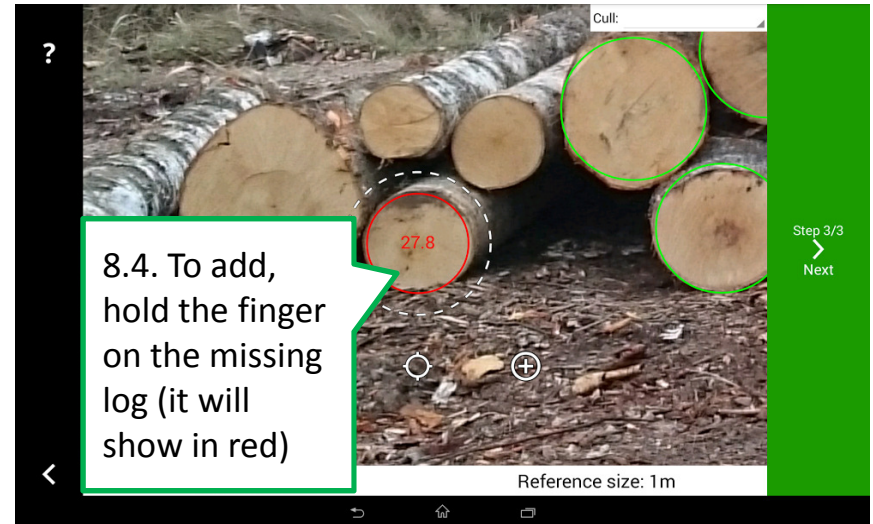 ?
Cull:
27.8
8.4. To add,
hold the finger
on the missing
log (it will
show in red)
Step 3/3
Next
Reference size: 1m